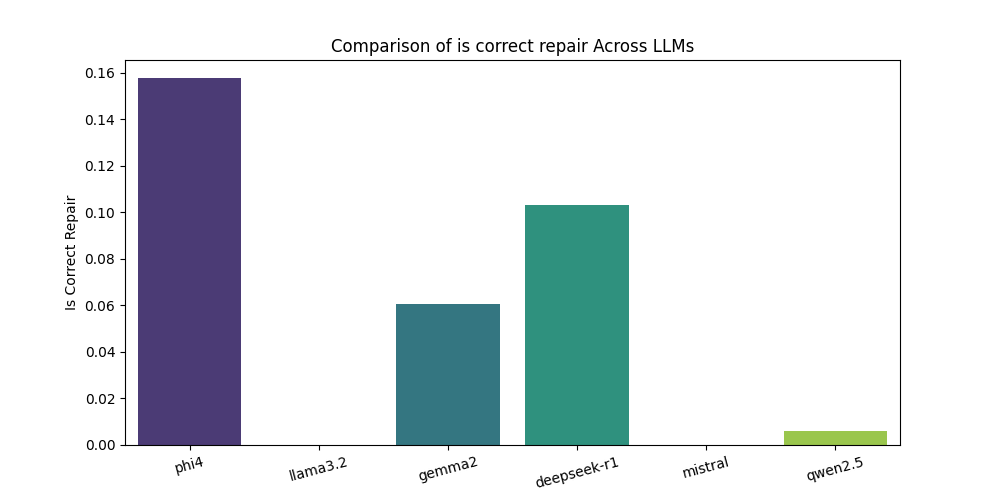 Comparison of is correct repair Across LLMs
Is Correct Repair
0.16
0.14
0.12
0.10
0.08
0.06
0.04
0.02
0.00
phi4
llama3.2
gemma2
deepseek-r1
mistral
qwen2.5